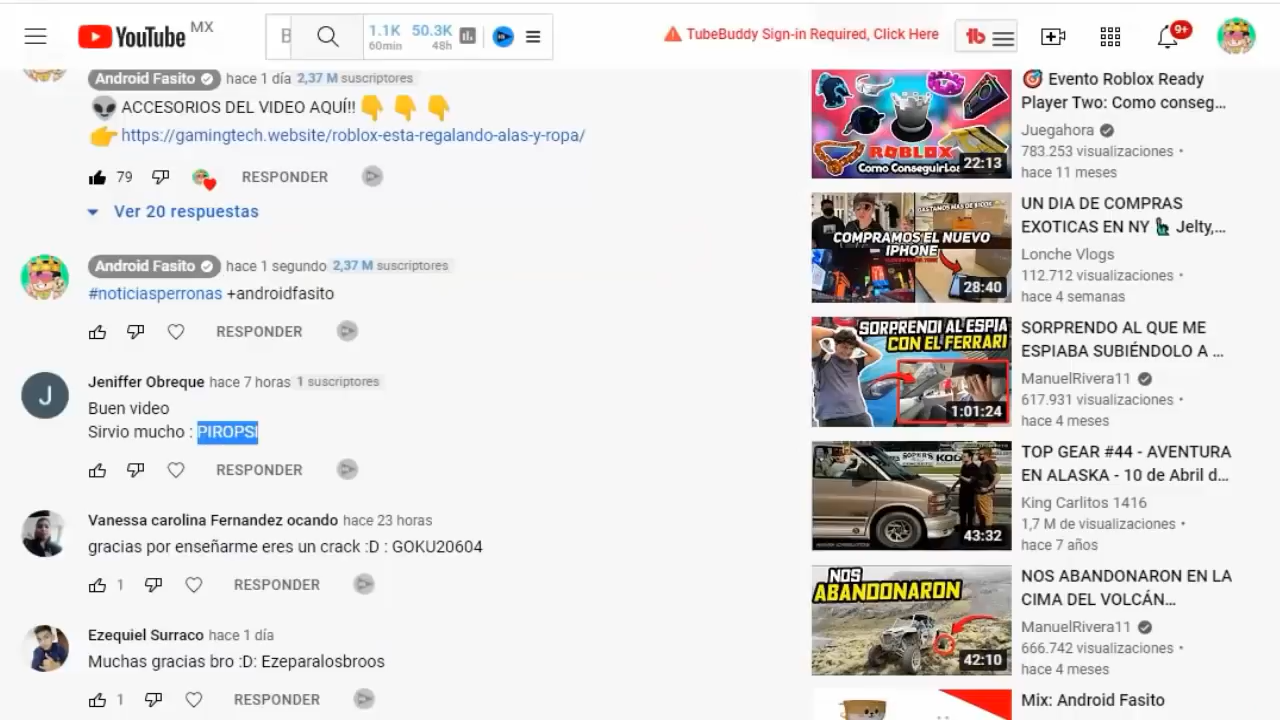 YouTube MX
1.1K 50.3K
60min 48h
TubeBuddy Sign-in Required, Click Here
tb
9+
Android Fasito hace 1 día 2,37 M suscriptores
👽 ACCESORIOS DEL VIDEO AQUÍ!! 👇 👇 👇
👉 https://gamingtech.website/roblox-esta-regalando-alas-y-ropa/
79 RESPONDER
Ver 20 respuestas
Android Fasito hace 1 segundo 2,37 M suscriptores
#noticiasperronas +androidfasito
RESPONDER
J
Jeniffer Obreque hace 7 horas 1 suscriptores
Buen video
Sirvio mucho : PIROPSI
RESPONDER
Vanessa carolina Fernandez ocando hace 23 horas
gracias por enseñarme eres un crack :D : GOKU20604
1 RESPONDER
Ezequiel Surraco hace 1 día
Muchas gracias bro :D: Ezeparalosbroos
1 RESPONDER
ROBLOX
Como Conseguirlos
22:13
🎯 Evento Roblox Ready
Player Two: Como conseg...
Juegahora
783.253 visualizaciones •
hace 11 meses
COMPRAMOS EL NUEVO
IPHONE
28:40
UN DIA DE COMPRAS
EXOTICAS EN NY 🗽 Jelty,...
Lonche Vlogs
112.712 visualizaciones •
hace 4 semanas
SORPRENDI AL ESPIA
CON EL FERRARI
1:01:24
SORPRENDO AL QUE ME
ESPIABA SUBIÉNDOLO A ...
ManuelRivera11
617.931 visualizaciones •
hace 4 meses
43:32
TOP GEAR #44 - AVENTURA
EN ALASKA - 10 de Abril d...
King Carlitos 1416
1,7 M de visualizaciones •
hace 7 años
NOS
ABANDONARON
42:10
NOS ABANDONARON EN LA
CIMA DEL VOLCÁN...
ManuelRivera11
666.742 visualizaciones •
hace 4 meses
Mix: Android Fasito